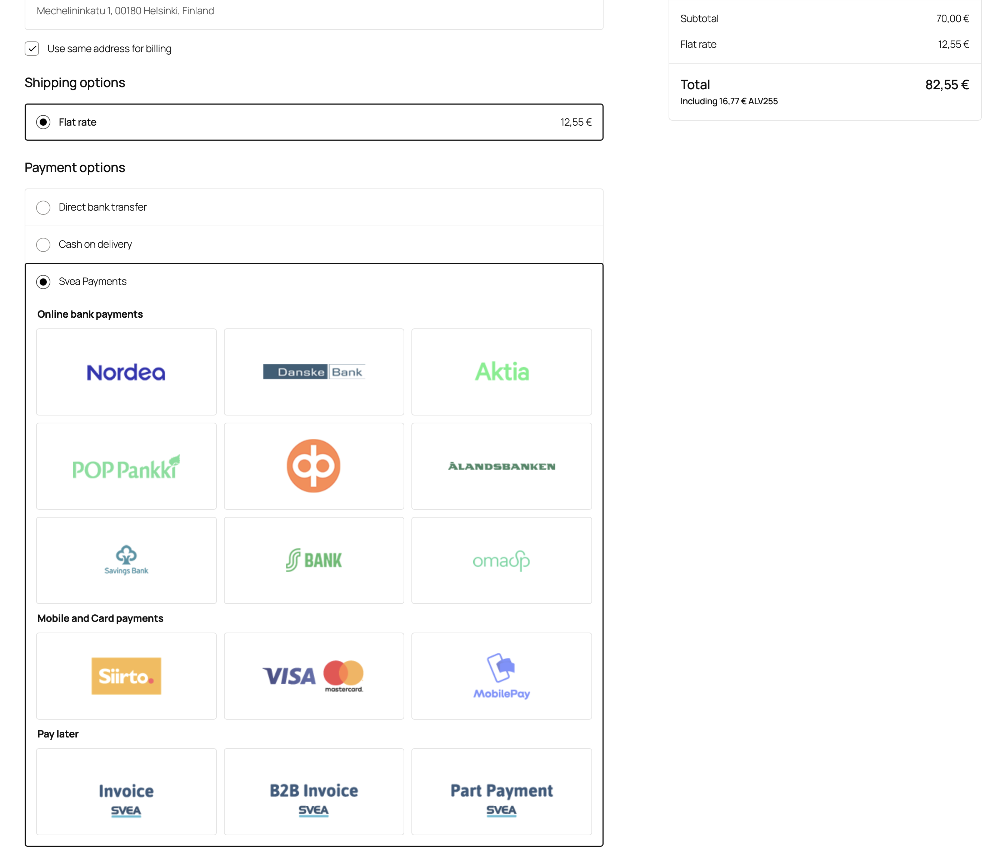 Mechelininkatu 1, 00180 Helsinki, Finland
Use same address for billing
Shipping options
Flat rate 12,55 €
Payment options
Direct bank transfer
Cash on delivery
Svea Payments
Online bank payments
Nordea
Danske Bank
Aktia
POP Pankki
op
ÅLANDSBANKEN
Savings Bank
S BANK
omasp
Mobile and Card payments
Siirto.
VISA
mastercard.
MobilePay
Pay later
Invoice
SVEA
B2B Invoice
SVEA
Part Payment
SVEA
Subtotal 70,00 €
Flat rate 12,55 €
Total 82,55 €
Including 16,77 € ALV255